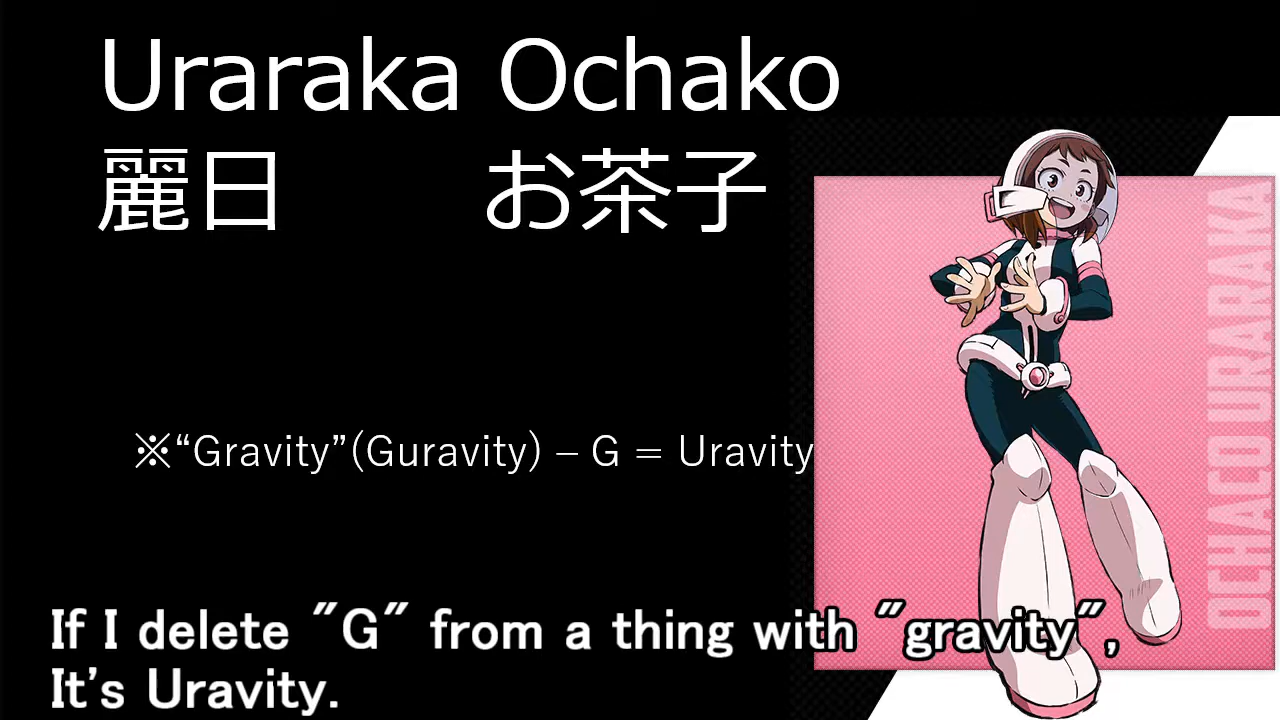 Uraraka Ochako
麗日 お茶子
※“Gravity”(Guravity) – G = Uravity
OCHACO URARAKA
If I delete "G" from a thing with "gravity",
It's Uravity.